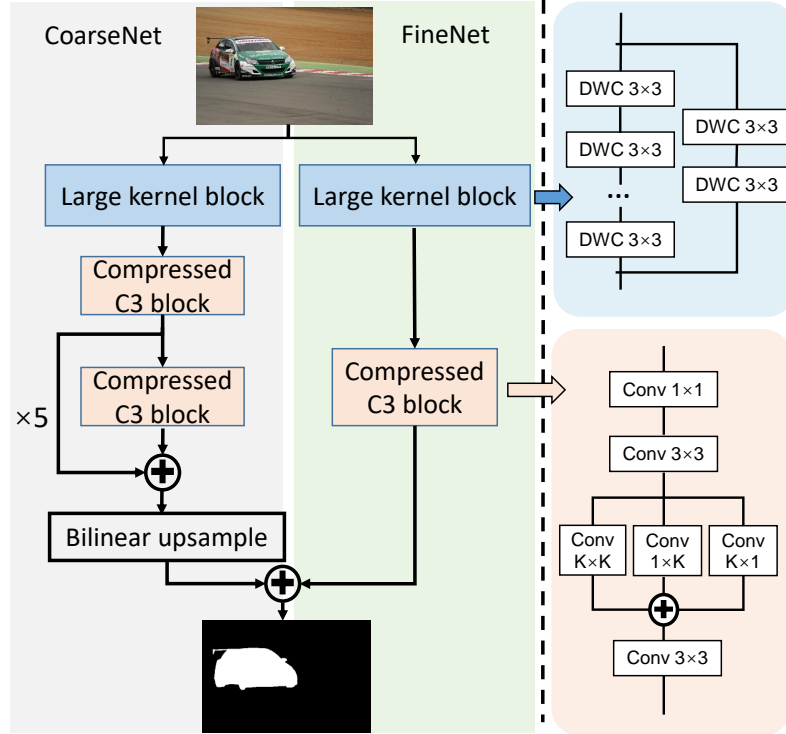 CoarseNet
FineNet
Large kernel block
Large kernel block
Compressed
C3 block
Compressed
C3 block
×5
Compressed
C3 block
Bilinear upsample
DWC 3×3
DWC 3×3
DWC 3×3
...
DWC 3×3
DWC 3×3
Conv 1×1
Conv 3×3
Conv
K×K
Conv
1×K
Conv
K×1
Conv 3×3